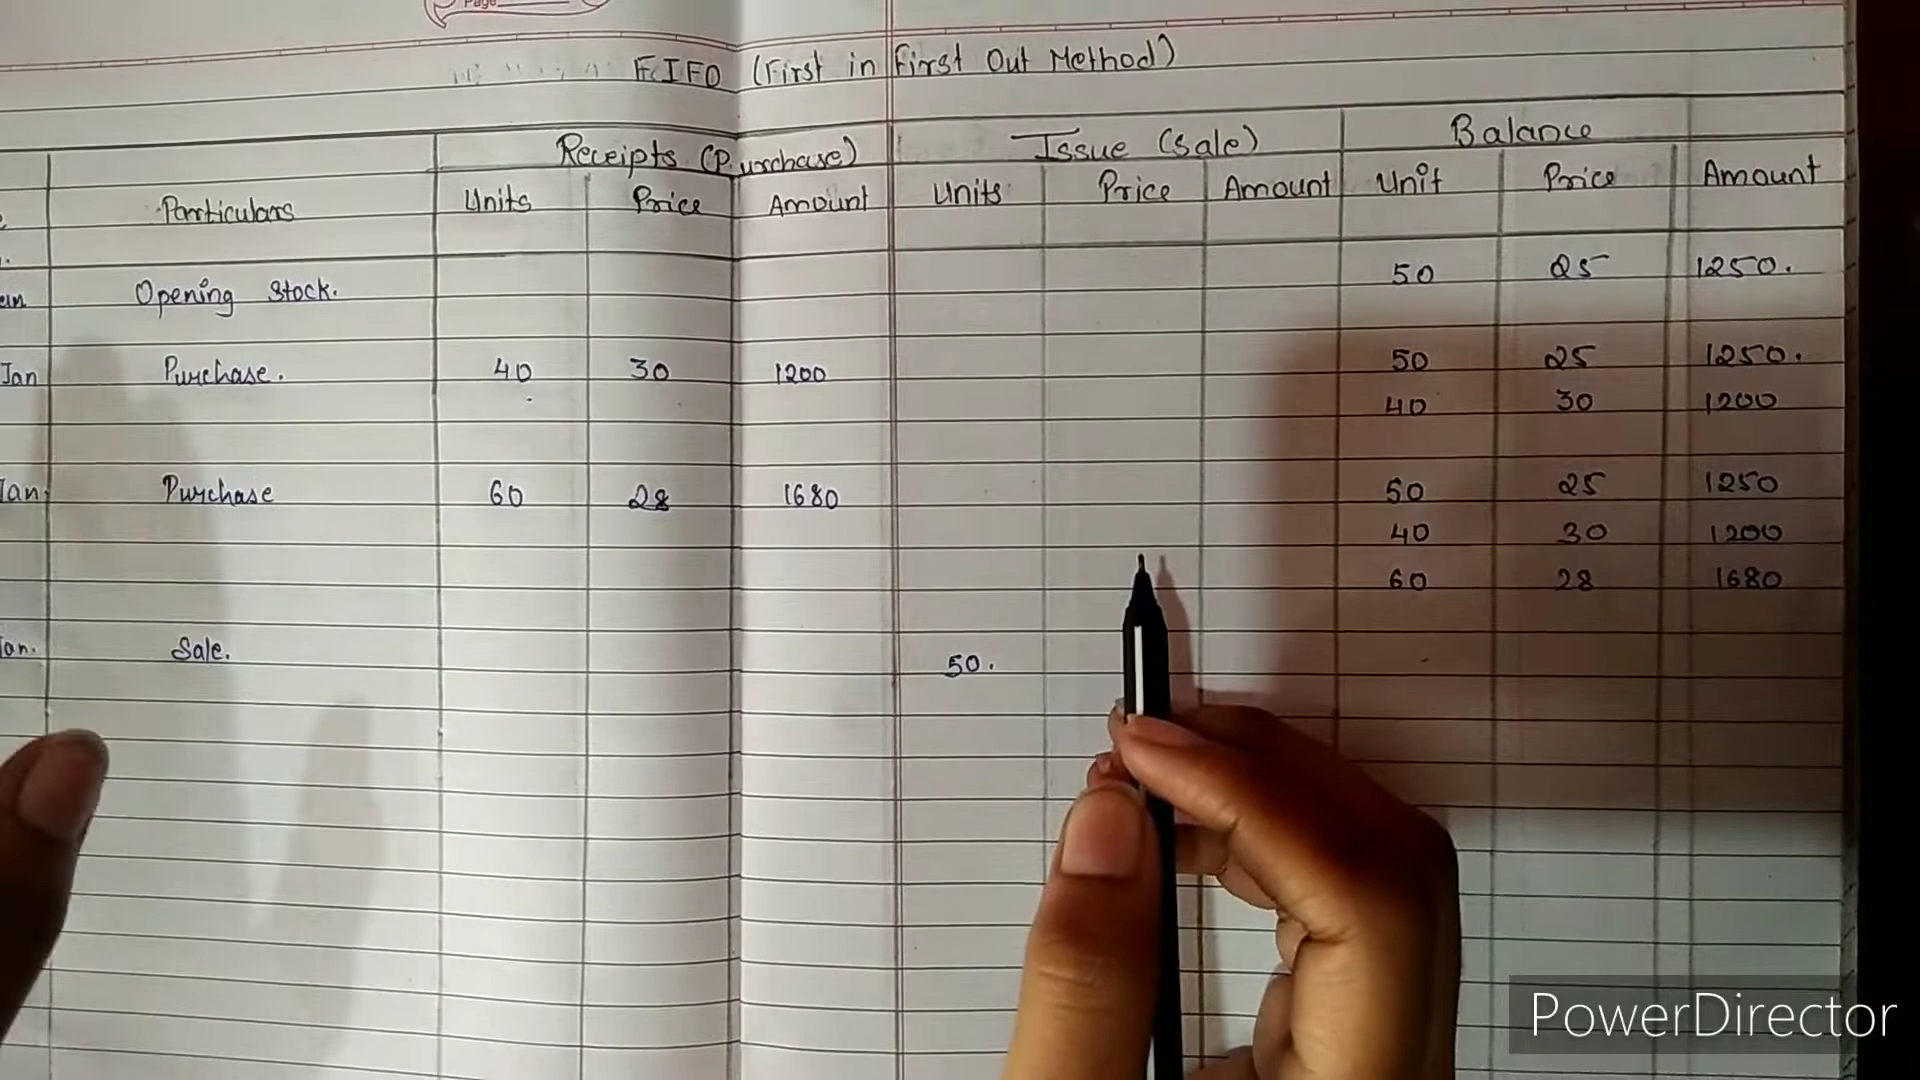 Page
FIFO (First in First Out Method)
Receipts (Purchase) Issue (Sale) Balance
Particulars Units Price Amount Units Price Amount Unit Price Amount
Opening Stock. 50 25 1250.
Jan Purchase. 40 30 1200 50 25 1250.
40 30 1200
Jan Purchase 60 28 1680 50 25 1250
40 30 1200
60 28 1680
Jan. Sale. 50.
PowerDirector